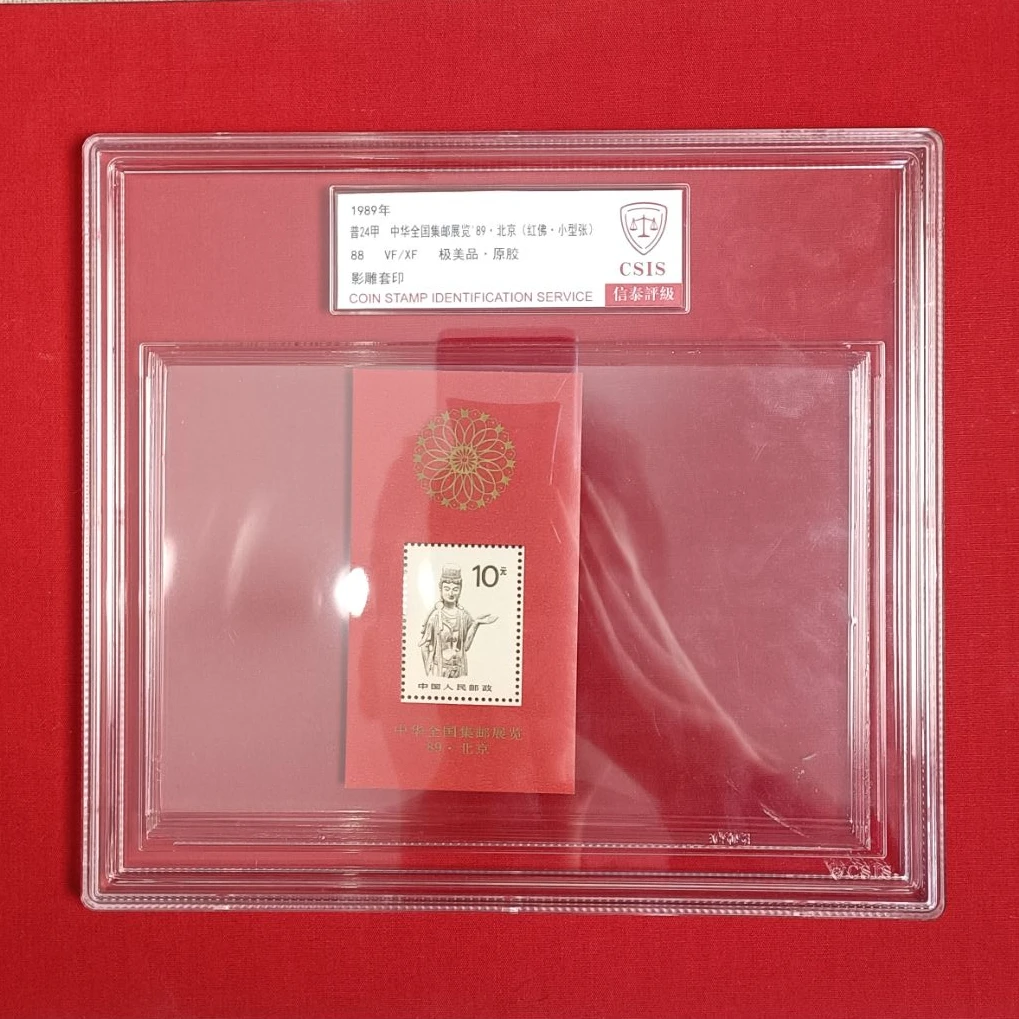 1989年
普24甲 中华全国集邮展览'89·北京（红佛·小型张）
88 VF/XF 极美品·原胶
影雕套印
COIN STAMP IDENTIFICATION SERVICE
CSIS
信泰評級
10元
中国人民邮政
中华全国集邮展览
'89·北京
CSIS